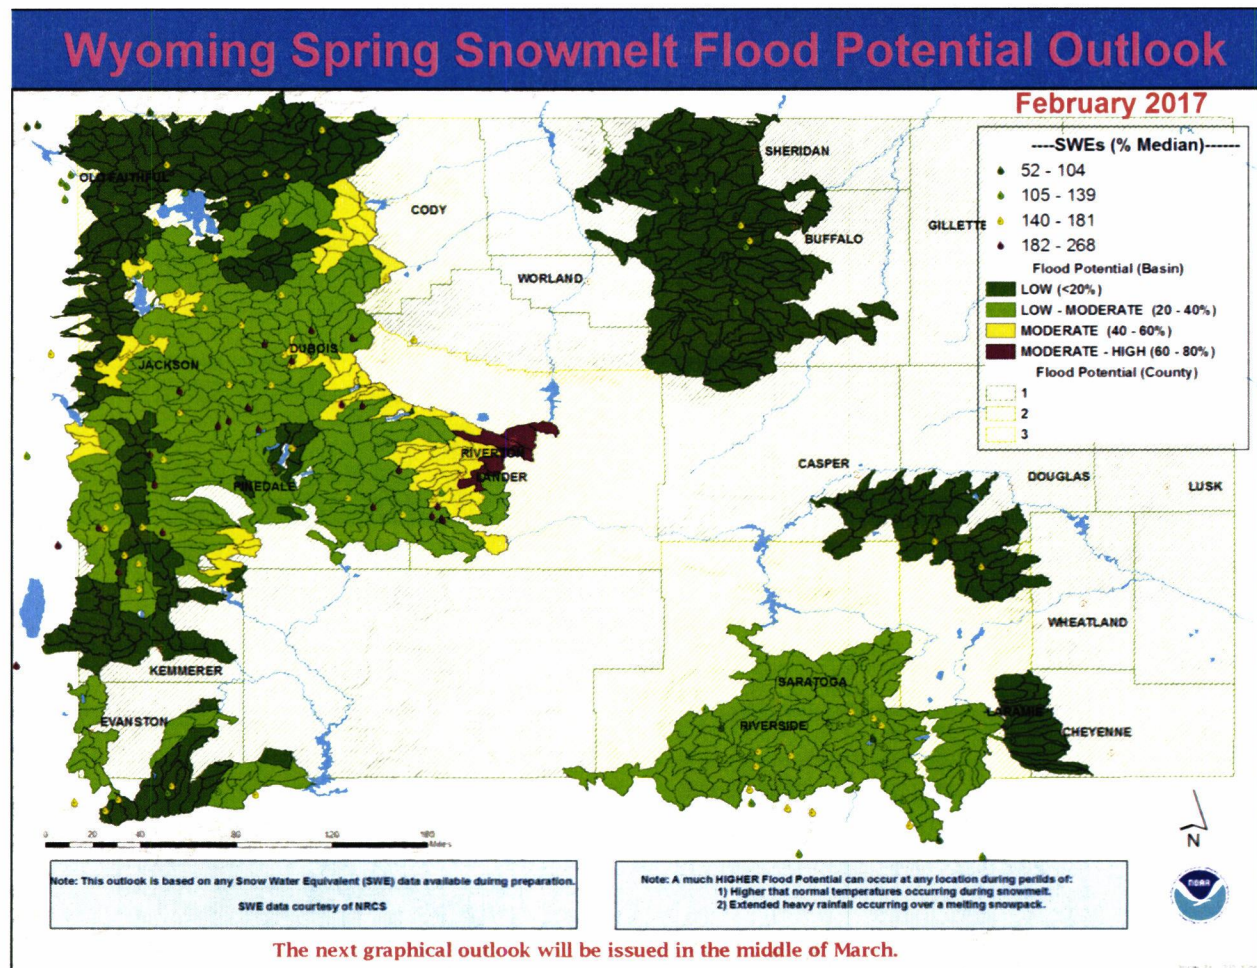 Wyoming Spring Snowmelt Flood Potential Outlook
February 2017
----SWEs (% Median)------
52 - 104
105 - 139
140 - 181
182 - 268
Flood Potential (Basin)
LOW (<20%)
LOW - MODERATE (20 - 40%)
MODERATE (40 - 60%)
MODERATE - HIGH (60 - 80%)
Flood Potential (County)
1
2
3
OLD FAITHFUL
CODY
SHERIDAN
BUFFALO
GILLETTE
WORLAND
JACKSON
DUBOIS
RIVERTON
LANDER
PINEDALE
CASPER
DOUGLAS
LUSK
WHEATLAND
KEMMERER
EVANSTON
SARATOGA
RIVERSIDE
LARAMIE
CHEYENNE
0 20 40 80 120 160
Miles
N
NOAA
Note: This outlook is based on any Snow Water Equivalent (SWE) data available duirng preparation.
SWE data courtesy of NRCS
Note: A much HIGHER Flood Potential can occur at any location during perilds of:
1) Higher that normal temperatures occurring during snowmelt.
2) Extended heavy rainfall occurring over a melting snowpack.
The next graphical outlook will be issued in the middle of March.